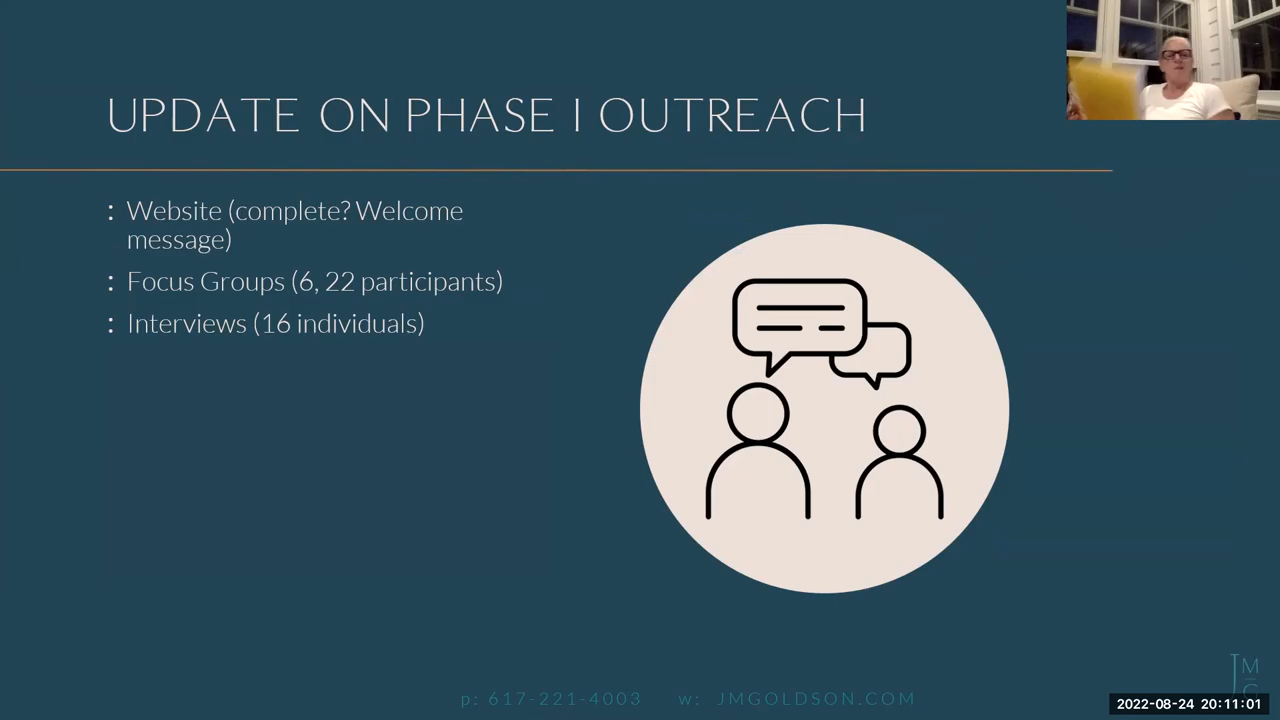 UPDATE ON PHASE I OUTREACH
: Website (complete? Welcome
message)
: Focus Groups (6, 22 participants)
: Interviews (16 individuals)
JM
G
p: 617-221-4003 w: JMGOLDSON.COM
2022-08-24 20:11:01